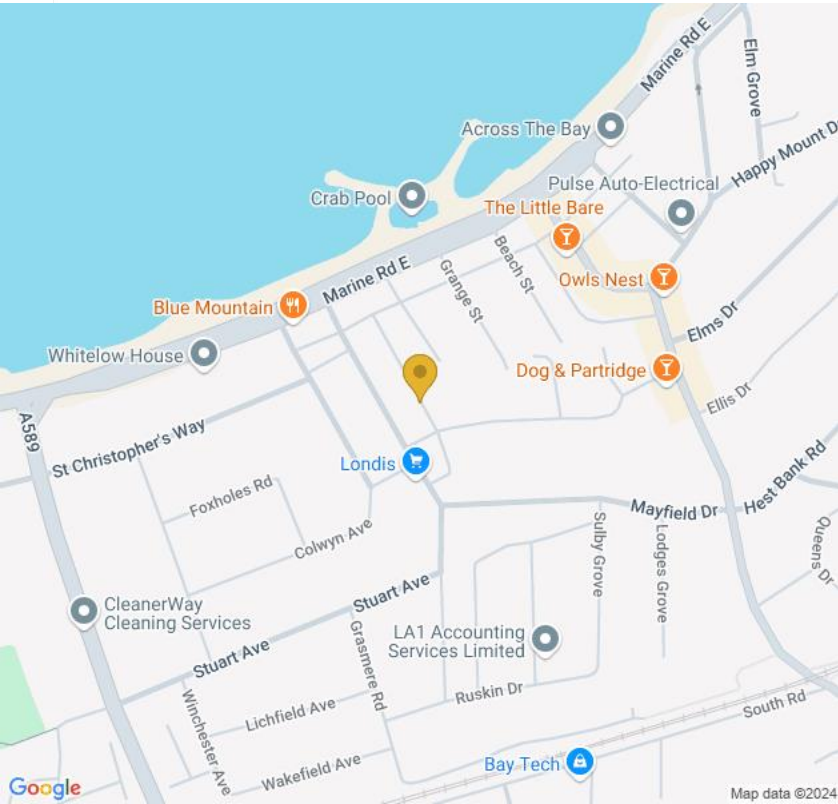 Marine Rd E
Elm Grove
Across The Bay
Happy Mount D
Pulse Auto-Electrical
Crab Pool
The Little Bare
Beach St
Grange St
Owls Nest
Marine Rd E
Blue Mountain
Elms Dr
Whitelow House
Dog & Partridge
Ellis Dr
A589
St Christopher's Way
Londis
Hest Bank Rd
Foxholes Rd
Mayfield Dr
Colwyn Ave
Sulby Grove
Lodges Grove
Queens Dr
CleanerWay
Cleaning Services
Stuart Ave
LA1 Accounting
Services Limited
Stuart Ave
Grasmere Rd
Winchester Ave
Ruskin Dr
Lichfield Ave
South Rd
Wakefield Ave
Bay Tech
Google
Map data ©2024